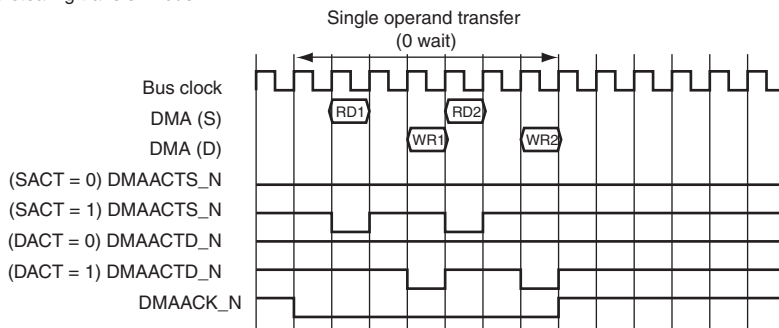 Single operand transfer
(0 wait)
Bus clock
DMA (S)
RD1
RD2
DMA (D)
WR1
WR2
(SACT = 0) DMAACTS_N
(SACT = 1) DMAACTS_N
(DACT = 0) DMAACTD_N
(DACT = 1) DMAACTD_N
DMAACK_N